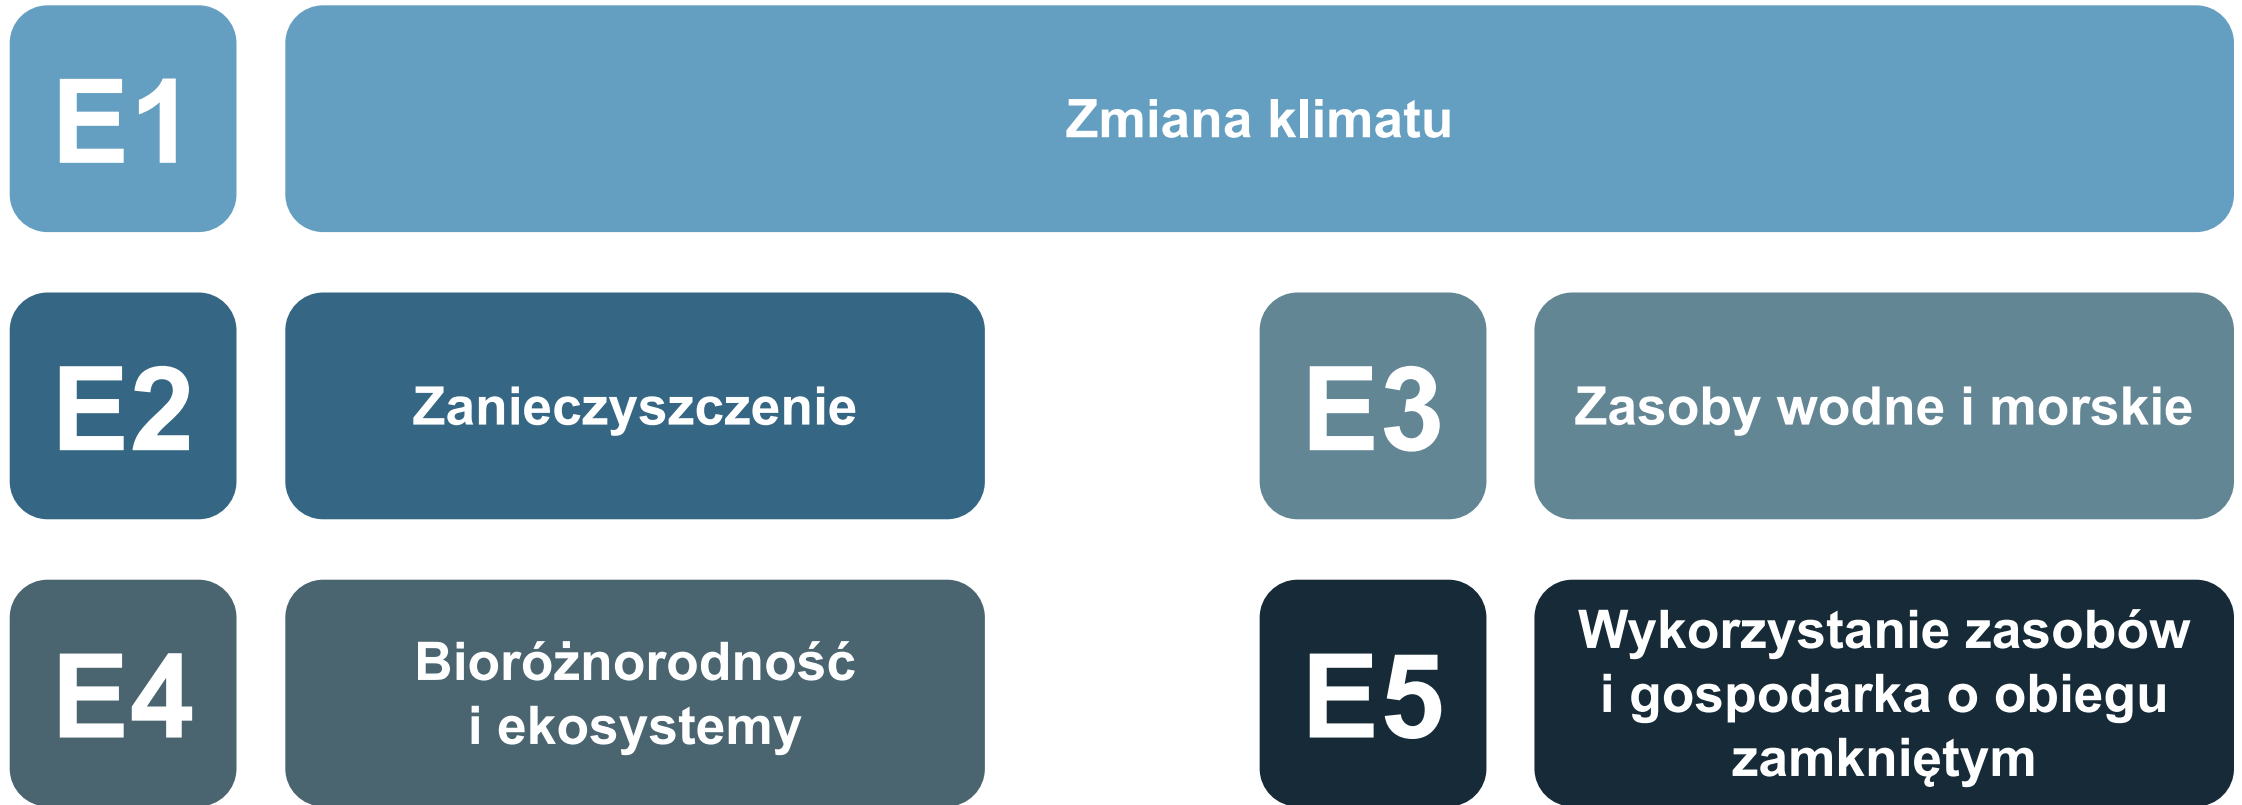 E1
Zmiana klimatu
E2
Zanieczyszczenie
E3
Zasoby wodne i morskie
E4
Bioróżnorodność
i ekosystemy
E5
Wykorzystanie zasobów
i gospodarka o obiegu
zamkniętym